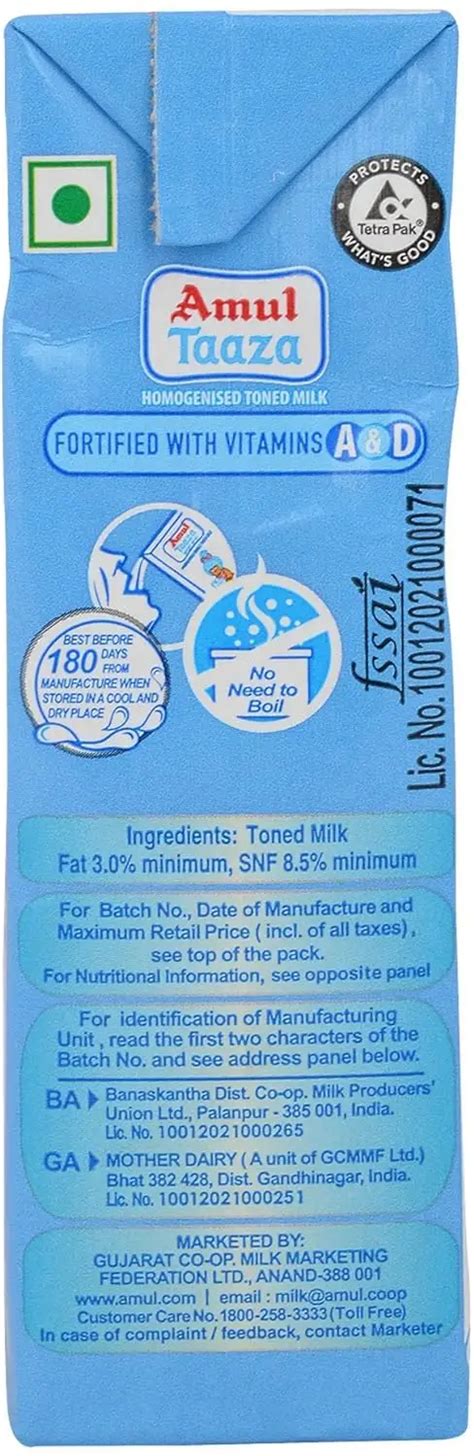 PROTECTS
Tetra Pak®
WHAT'S GOOD
Amul
Taaza
HOMOGENISED TONED MILK
FORTIFIED WITH VITAMINS A & D
Amul
Taaza
BEST BEFORE
180 DAYS
FROM
MANUFACTURE WHEN
STORED IN A COOL AND
DRY PLACE
No
Need to
Boil
fssai
Lic. No.10012021000071
Ingredients: Toned Milk
Fat 3.0% minimum, SNF 8.5% minimum
For Batch No., Date of Manufacture and
Maximum Retail Price ( incl. of all taxes) ,
see top of the pack.
For Nutritional Information, see opposite panel
For identification of Manufacturing
Unit , read the first two characters of the
Batch No. and see address panel below.
BA Banaskantha Dist. Co-op. Milk Producers'
Union Ltd., Palanpur - 385 001, India.
Lic. No. 10012021000265
GA MOTHER DAIRY ( A unit of GCMMF Ltd.)
Bhat 382 428, Dist. Gandhinagar, India.
Lic. No. 10012021000251
MARKETED BY:
GUJARAT CO-OP. MILK MARKETING
FEDERATION LTD., ANAND-388 001
www.amul.com | email : milk@amul.coop
Customer Care No. 1800-258-3333 (Toll Free)
In case of complaint / feedback, contact Marketer